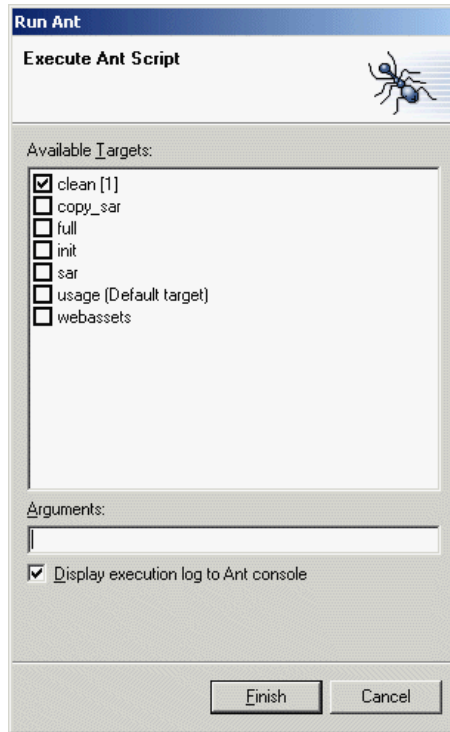 Run Ant
Execute Ant Script
Available Targets:
clean [1]
copy_sar
full
init
sar
usage (Default target)
webassets
Arguments:
Display execution log to Ant console
Finish
Cancel